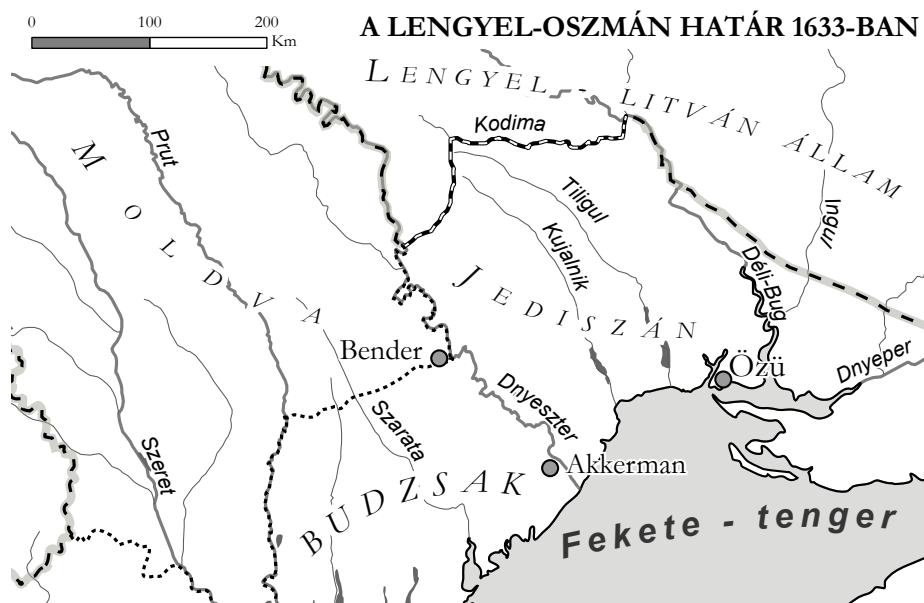 0 100 200
Km
A LENGYEL-OSZMÁN HATÁR 1633-BAN
LENGYEL - LITVÁN ÁLLAM
Kodima
Prut
MOLDVA
Tiligul
Ingul
Kujalnik
Déli-Bug
JEDISZÁN
Bender
Özü
Dnyeper
Dnyeszter
Szarata
Szeret
Akkerman
BUDZSAK
Fekete - tenger